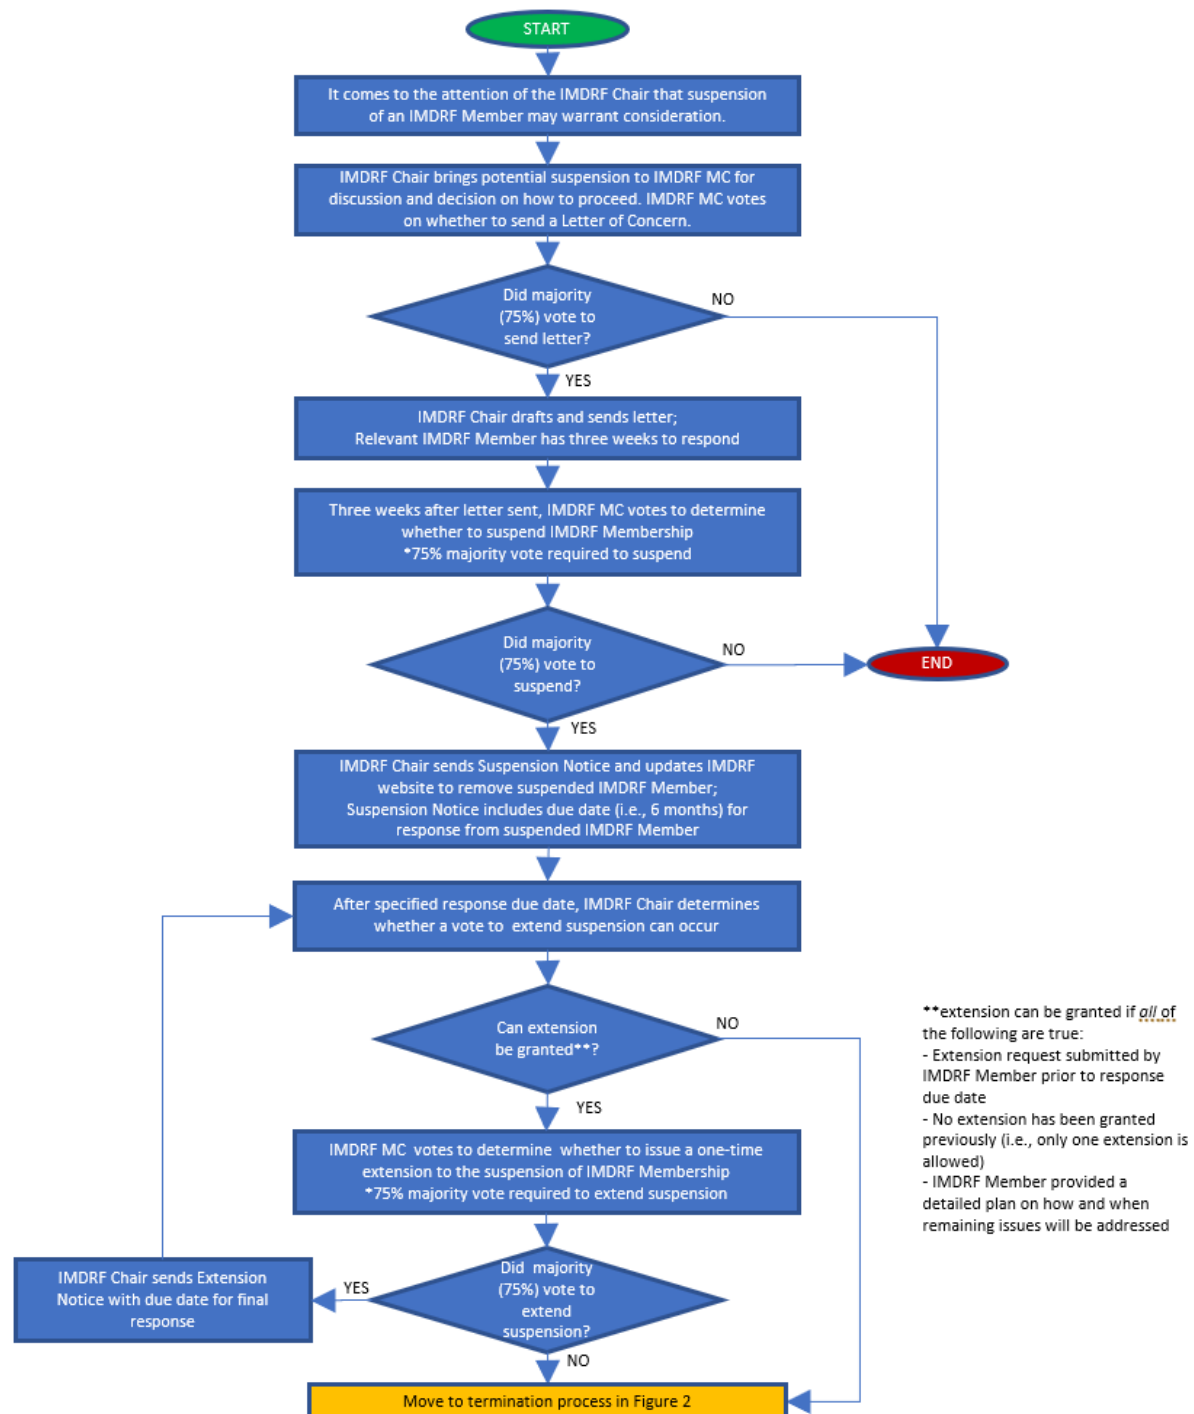 START
It comes to the attention of the IMDRF Chair that suspension
of an IMDRF Member may warrant consideration.
IMDRF Chair brings potential suspension to IMDRF MC for
discussion and decision on how to proceed. IMDRF MC votes
on whether to send a Letter of Concern.
Did majority
(75%) vote to
send letter?
NO
YES
IMDRF Chair drafts and sends letter;
Relevant IMDRF Member has three weeks to respond
Three weeks after letter sent, IMDRF MC votes to determine
whether to suspend IMDRF Membership
*75% majority vote required to suspend
Did majority
(75%) vote to
suspend?
NO
END
YES
IMDRF Chair sends Suspension Notice and updates IMDRF
website to remove suspended IMDRF Member;
Suspension Notice includes due date (i.e., 6 months) for
response from suspended IMDRF Member
After specified response due date, IMDRF Chair determines
whether a vote to extend suspension can occur
Can extension
be granted**?
NO
YES
IMDRF MC votes to determine whether to issue a one-time
extension to the suspension of IMDRF Membership
*75% majority vote required to extend suspension
Did majority
(75%) vote to
extend
suspension?
YES
IMDRF Chair sends Extension
Notice with due date for final
response
NO
Move to termination process in Figure 2
**extension can be granted if all of
the following are true:
- Extension request submitted by
IMDRF Member prior to response
due date
- No extension has been granted
previously (i.e., only one extension is
allowed)
- IMDRF Member provided a
detailed plan on how and when
remaining issues will be addressed